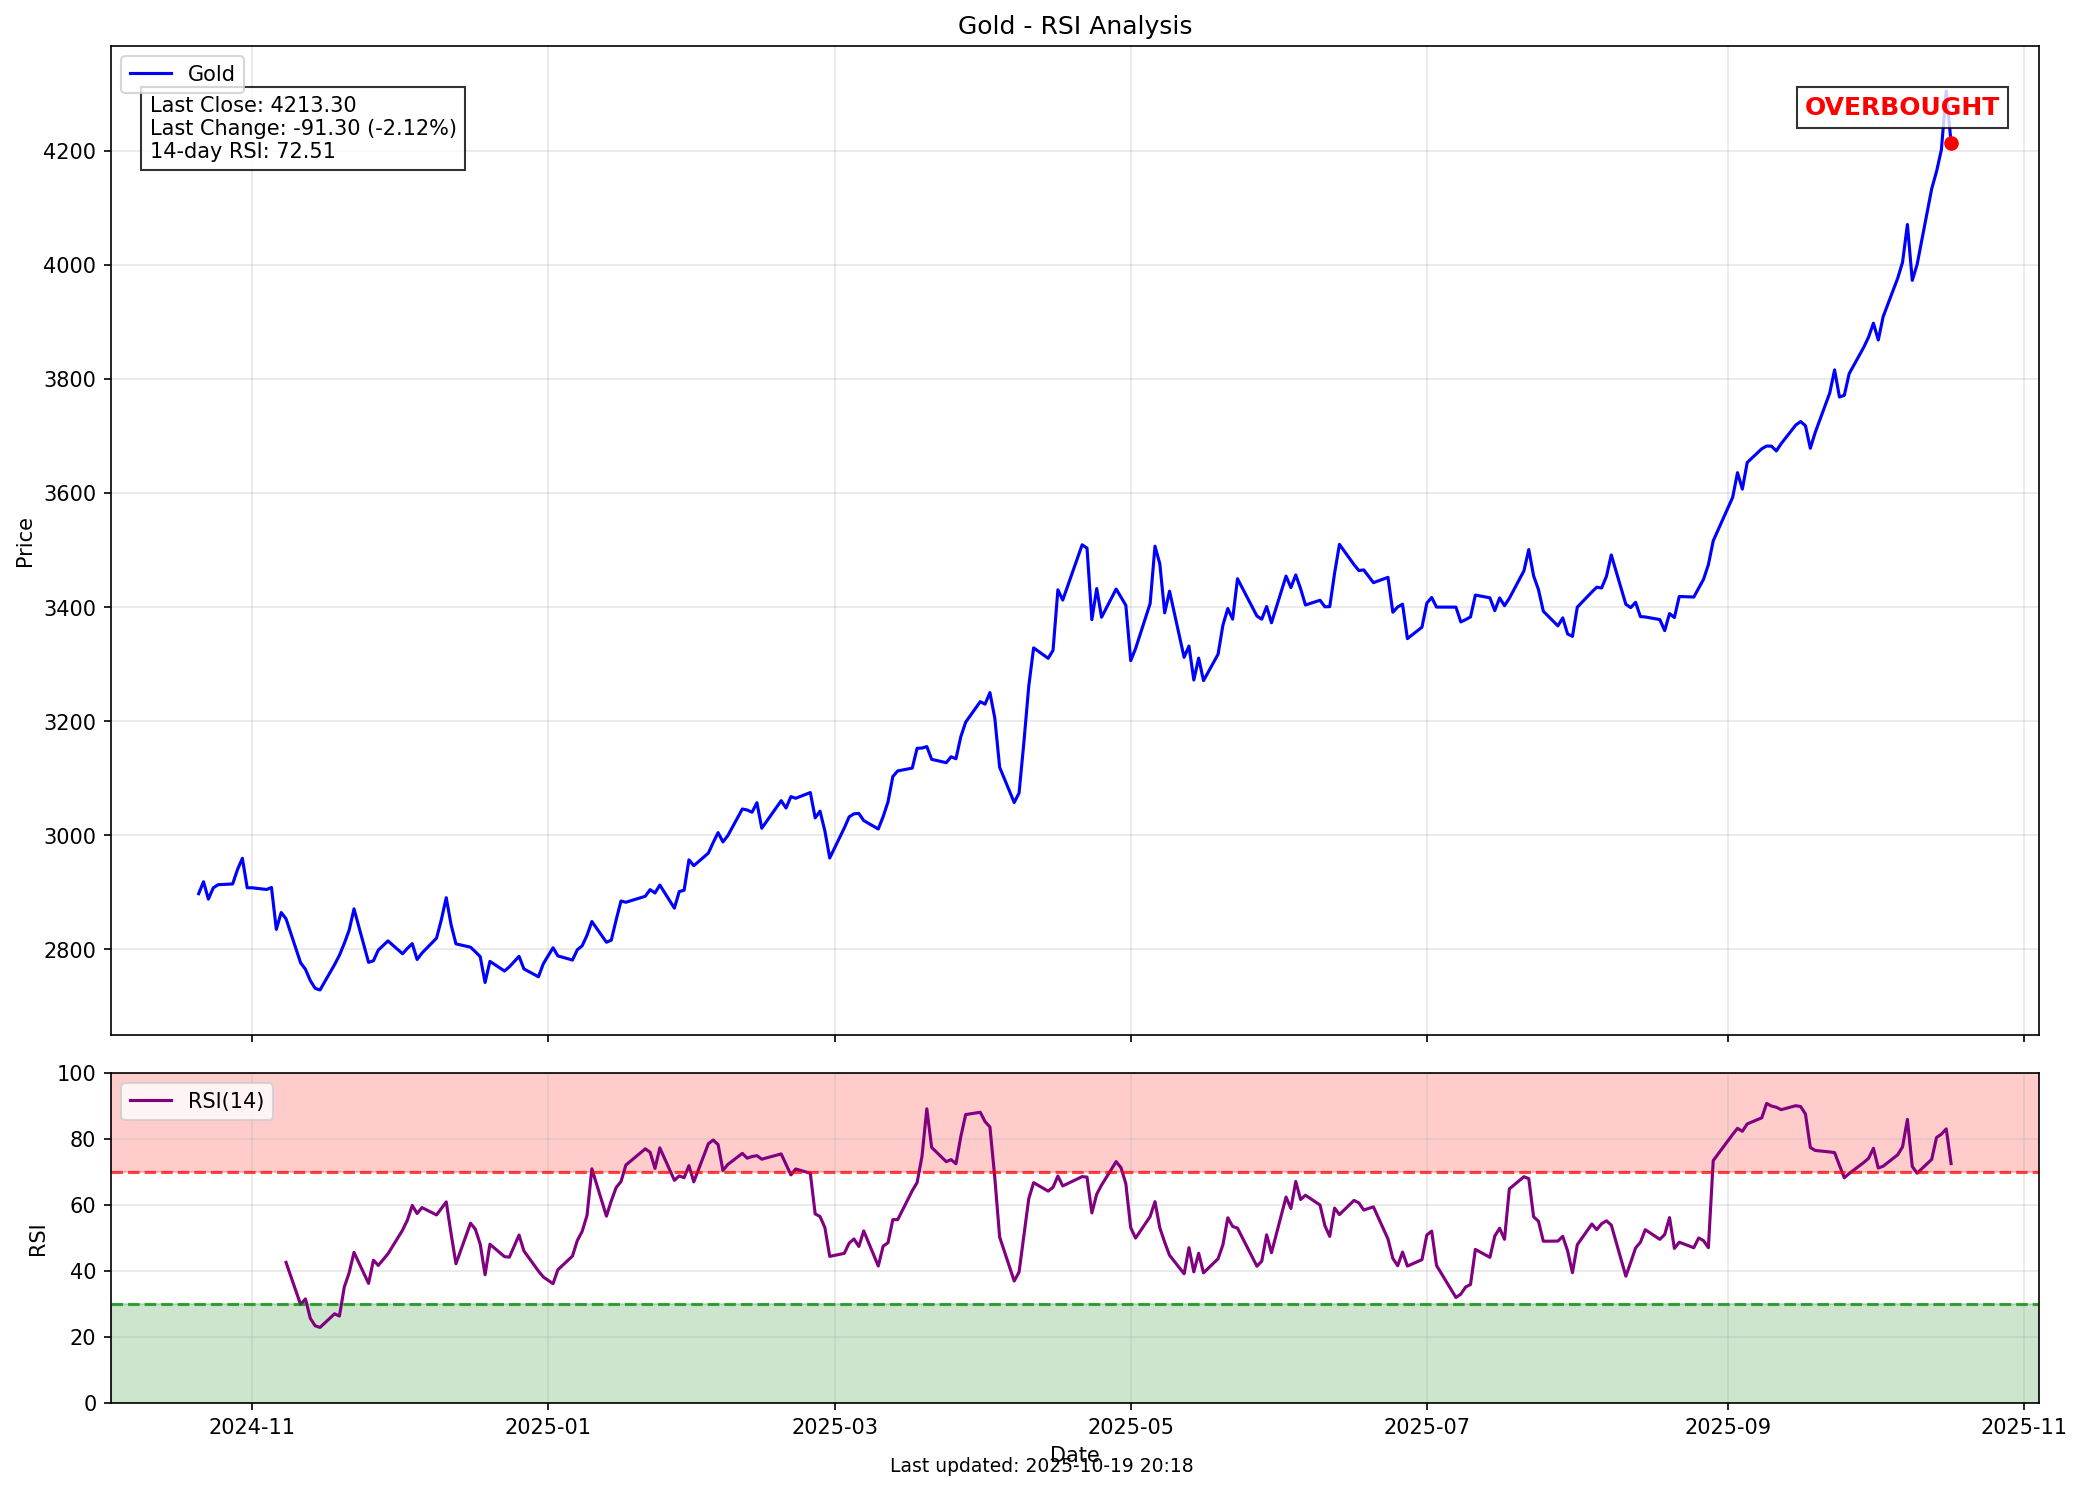 Gold - RSI Analysis
Gold
Last Close: 4213.30
Last Change: -91.30 (-2.12%)
14-day RSI: 72.51
OVERBOUGHT
4200
4000
3800
3600
3400
3200
3000
2800
Price
RSI(14)
100
80
60
40
20
0
RSI
2024-11
2025-01
2025-03
2025-05
2025-07
2025-09
2025-11
Date
Last updated: 2025-10-19 20:18